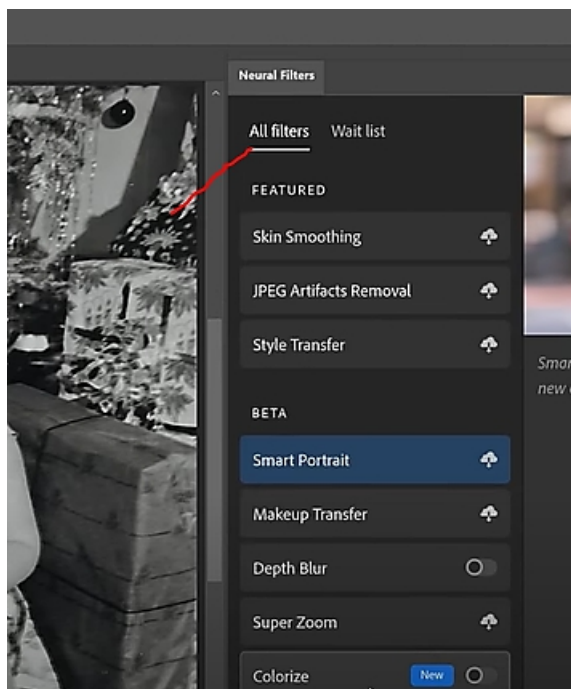 Neural Filters
All filters Wait list
FEATURED
Skin Smoothing
JPEG Artifacts Removal
Style Transfer
BETA
Smart Portrait
Makeup Transfer
Depth Blur
Super Zoom
Colorize New
new